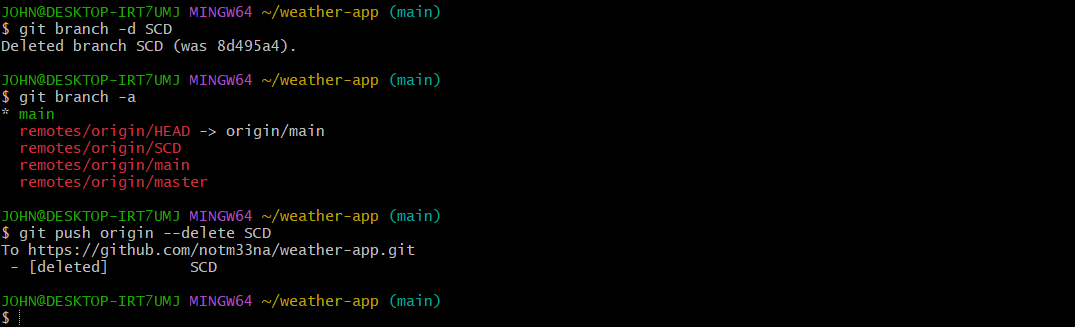 JOHN@DESKTOP-IRT7UMJ MINGW64 ~/weather-app (main)
$ git branch -d SCD
Deleted branch SCD (was 8d495a4).
JOHN@DESKTOP-IRT7UMJ MINGW64 ~/weather-app (main)
$ git branch -a
* main
  remotes/origin/HEAD -> origin/main
  remotes/origin/SCD
  remotes/origin/main
  remotes/origin/master
JOHN@DESKTOP-IRT7UMJ MINGW64 ~/weather-app (main)
$ git push origin --delete SCD
To https://github.com/notm33na/weather-app.git
 - [deleted]         SCD
JOHN@DESKTOP-IRT7UMJ MINGW64 ~/weather-app (main)
$